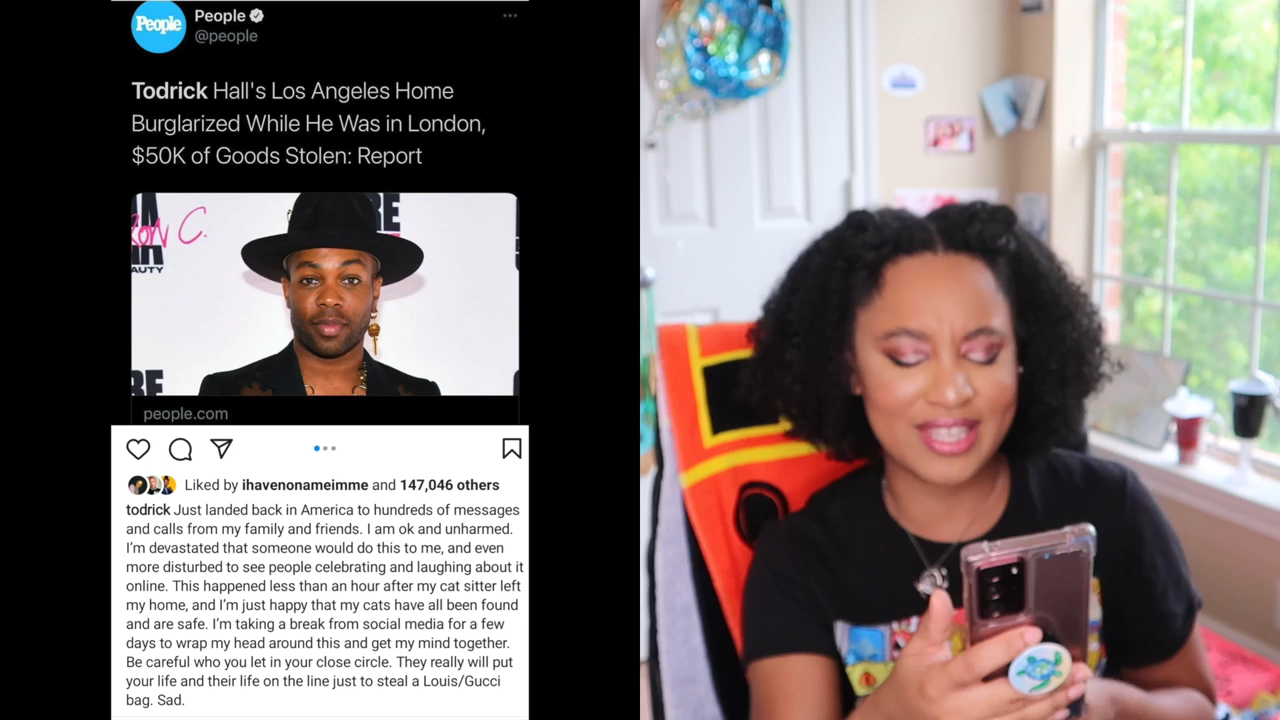 People
People
@people
Todrick Hall's Los Angeles Home
Burglarized While He Was in London,
$50K of Goods Stolen: Report
RON C.
AUTY
RE
RE
people.com
Liked by ihavenonameimme and 147,046 others
todrick Just landed back in America to hundreds of messages
and calls from my family and friends. I am ok and unharmed.
I'm devastated that someone would do this to me, and even
more disturbed to see people celebrating and laughing about it
online. This happened less than an hour after my cat sitter left
my home, and I'm just happy that my cats have all been found
and are safe. I'm taking a break from social media for a few
days to wrap my head around this and get my mind together.
Be careful who you let in your close circle. They really will put
your life and their life on the line just to steal a Louis/Gucci
bag. Sad.